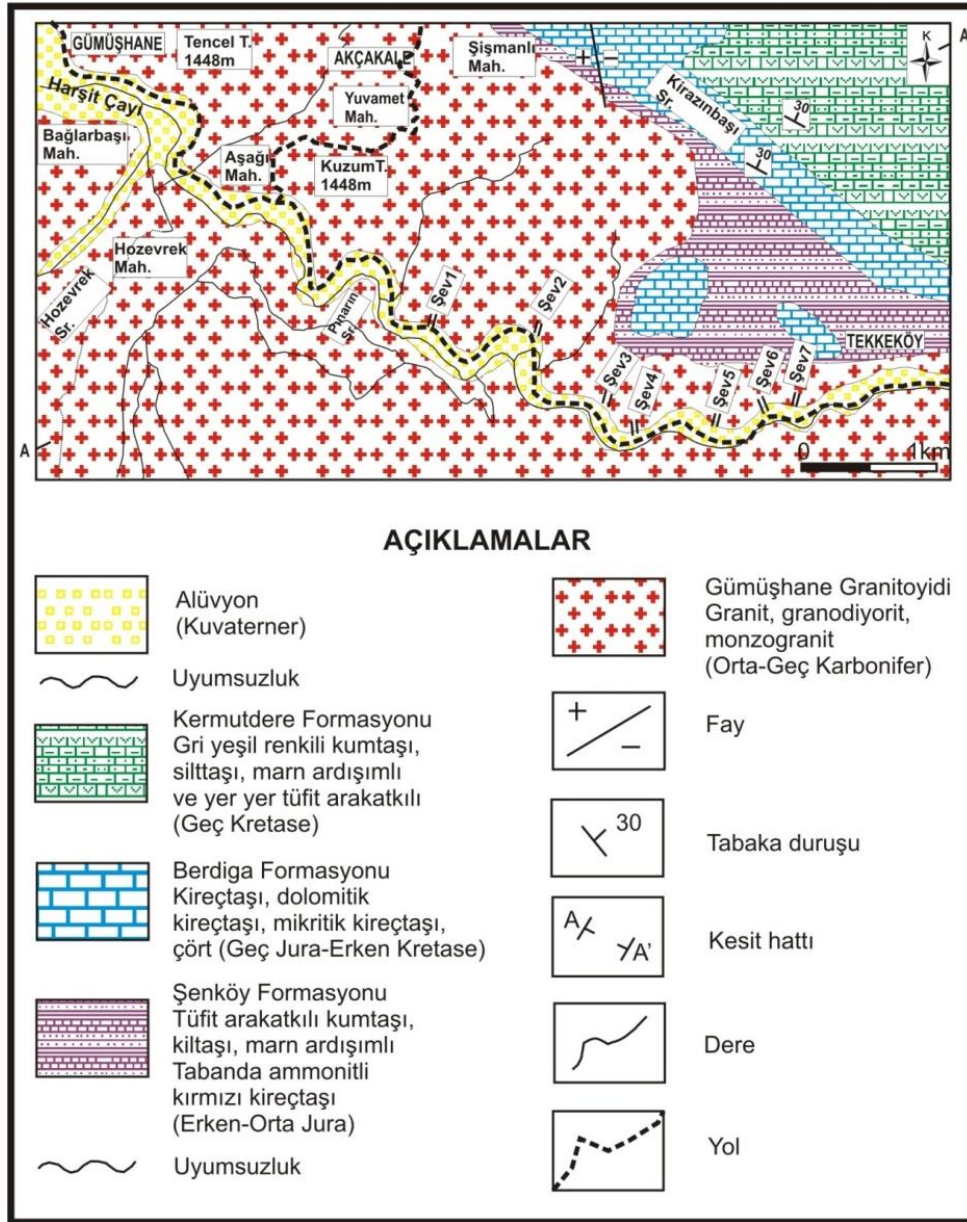 GÜMÜŞHANE
Tencel T.
1448m
AKÇAKALE
Şişmanlı
Mah.
+
-
K
A
Harşit Çayı
Bağlarbaşı
Mah.
Yuvamet
Mah.
Kirazınbaşı
Sr.
30
30
Aşağı
Mah.
KuzumT.
1448m
Hozevrek
Mah.
Hozevrek
Sr.
Pınarın
Sr.
Şev1
Şev2
Şev3
Şev4
Şev5
Şev6
Şev7
TEKKEKÖY
A
0 1km
AÇIKLAMALAR
Alüvyon
(Kuvaterner)
Uyumsuzluk
Kermutdere Formasyonu
Gri yeşil renkili kumtaşı,
silttaşı, marn ardışımlı
ve yer yer tüfit arakatkılı
(Geç Kretase)
Berdiga Formasyonu
Kireçtaşı, dolomitik
kireçtaşı, mikritik kireçtaşı,
çört (Geç Jura-Erken Kretase)
Şenköy Formasyonu
Tüfit arakatkılı kumtaşı,
kiltaşı, marn ardışımlı
Tabanda ammonitli
kırmızı kireçtaşı
(Erken-Orta Jura)
Uyumsuzluk
Gümüşhane Granitoyidi
Granit, granodiyorit,
monzogranit
(Orta-Geç Karbonifer)
+
-
Fay
30
Tabaka duruşu
A
A'
Kesit hattı
Dere
Yol